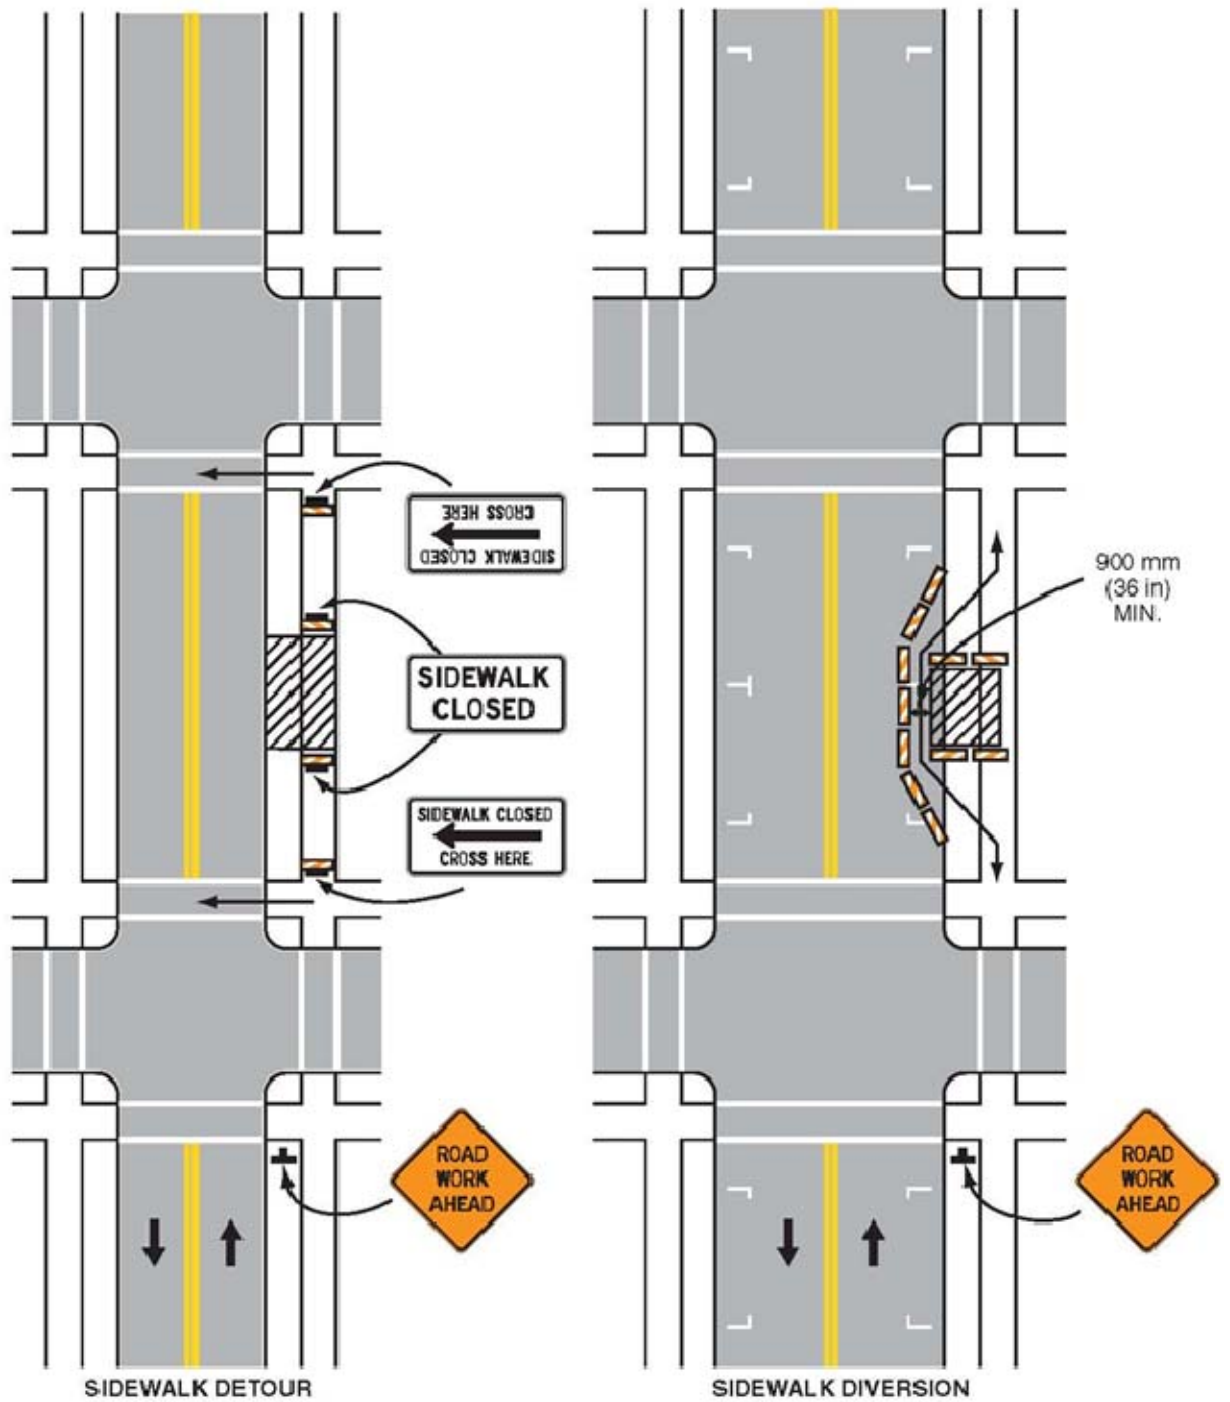 SIDEWALK CLOSED
CROSS HERE
SIDEWALK
CLOSED
SIDEWALK CLOSED
CROSS HERE.
ROAD
WORK
AHEAD
SIDEWALK DETOUR
900 mm
(36 in)
MIN.
ROAD
WORK
AHEAD
SIDEWALK DIVERSION